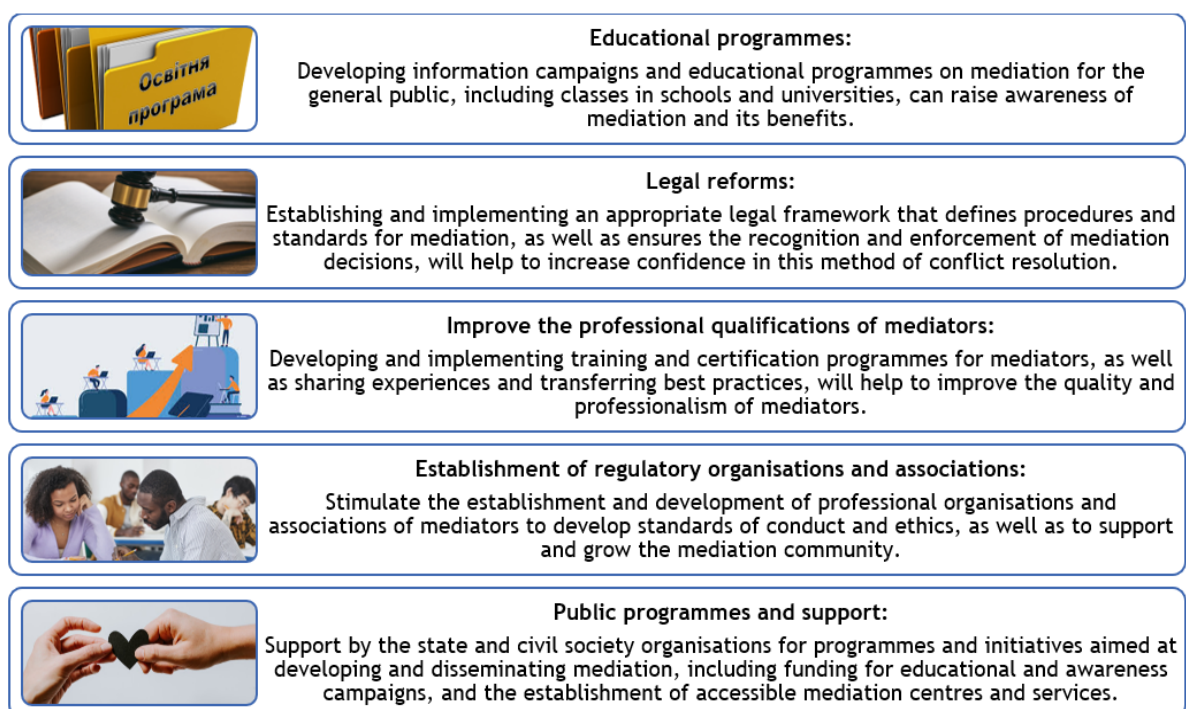 Освітня
програма
Educational programmes:
Developing information campaigns and educational programmes on mediation for the
general public, including classes in schools and universities, can raise awareness of
mediation and its benefits.
Legal reforms:
Establishing and implementing an appropriate legal framework that defines procedures and
standards for mediation, as well as ensures the recognition and enforcement of mediation
decisions, will help to increase confidence in this method of conflict resolution.
Improve the professional qualifications of mediators:
Developing and implementing training and certification programmes for mediators, as well
as sharing experiences and transferring best practices, will help to improve the quality and
professionalism of mediators.
Establishment of regulatory organisations and associations:
Stimulate the establishment and development of professional organisations and
associations of mediators to develop standards of conduct and ethics, as well as to support
and grow the mediation community.
Public programmes and support:
Support by the state and civil society organisations for programmes and initiatives aimed at
developing and disseminating mediation, including funding for educational and awareness
campaigns, and the establishment of accessible mediation centres and services.